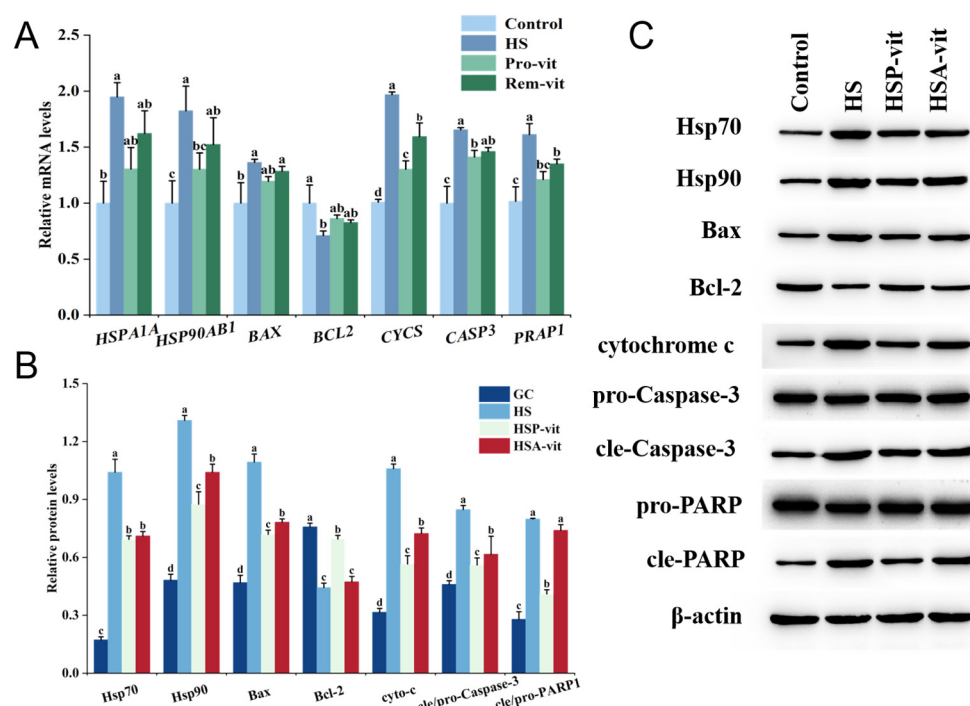 A
Control
HS
Pro-vit
Rem-vit
2.5
2.0
1.5
1.0
0.5
0.0
Relative mRNA levels
b a ab ab
c a bc ab
b a ab a
a b ab ab
d a c b
c a b ab
c a bc b
HSPA1A HSP90AB1 BAX BCL2 CYCS CASP3 PRAP1
B
GC
HS
HSP-vit
HSA-vit
1.5
1.2
0.9
0.6
0.3
0.0
Relative protein levels
c a b b
d a c b
d a c b
a c b c
d a c b
d a c b
c a b a
Hsp70 Hsp90 Bax Bcl-2 cyto-c cle/pro-Caspase-3 cle/pro-PARP1
C
Control HS HSP-vit HSA-vit
Hsp70
Hsp90
Bax
Bcl-2
cytochrome c
pro-Caspase-3
cle-Caspase-3
pro-PARP
cle-PARP
β-actin